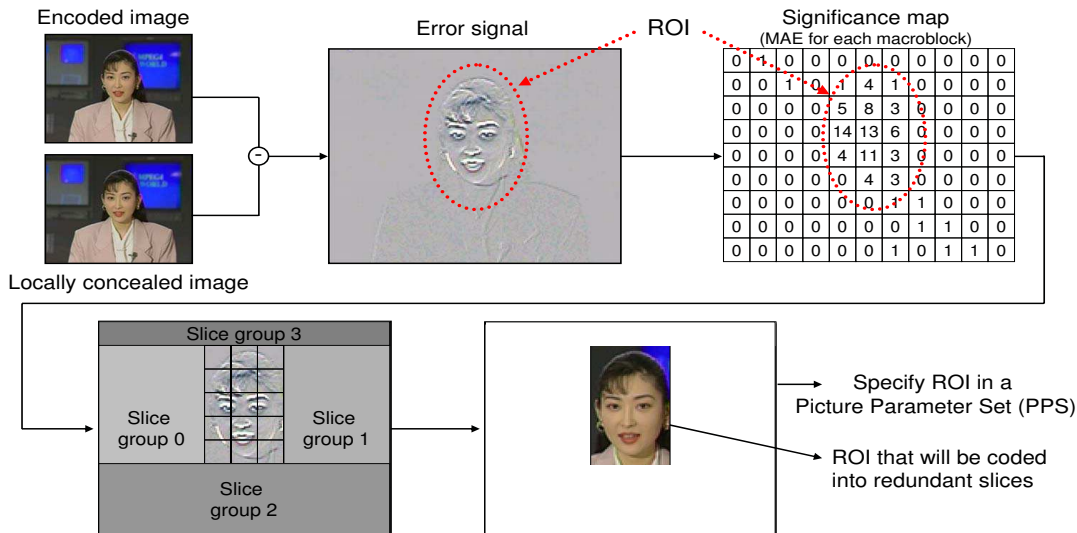 Encoded image
Error signal
ROI
Significance map
(MAE for each macroblock)
MPEG4
WORLD
-
0 1 0 0 0 0 0 0 0 0 0
0 0 1 0 1 4 1 0 0 0 0
0 0 0 0 5 8 3 0 0 0 0
0 0 0 0 14 13 6 0 0 0 0
0 0 0 0 4 11 3 0 0 0 0
0 0 0 0 0 4 3 0 0 0 0
0 0 0 0 0 0 1 1 0 0 0
0 0 0 0 0 0 0 1 1 0 0
0 0 0 0 0 0 1 0 1 1 0
MPEG4
WORLD
Locally concealed image
Slice group 3
Slice
group 0
Slice
group 1
Slice
group 2
Specify ROI in a
Picture Parameter Set (PPS)
ROI that will be coded
into redundant slices